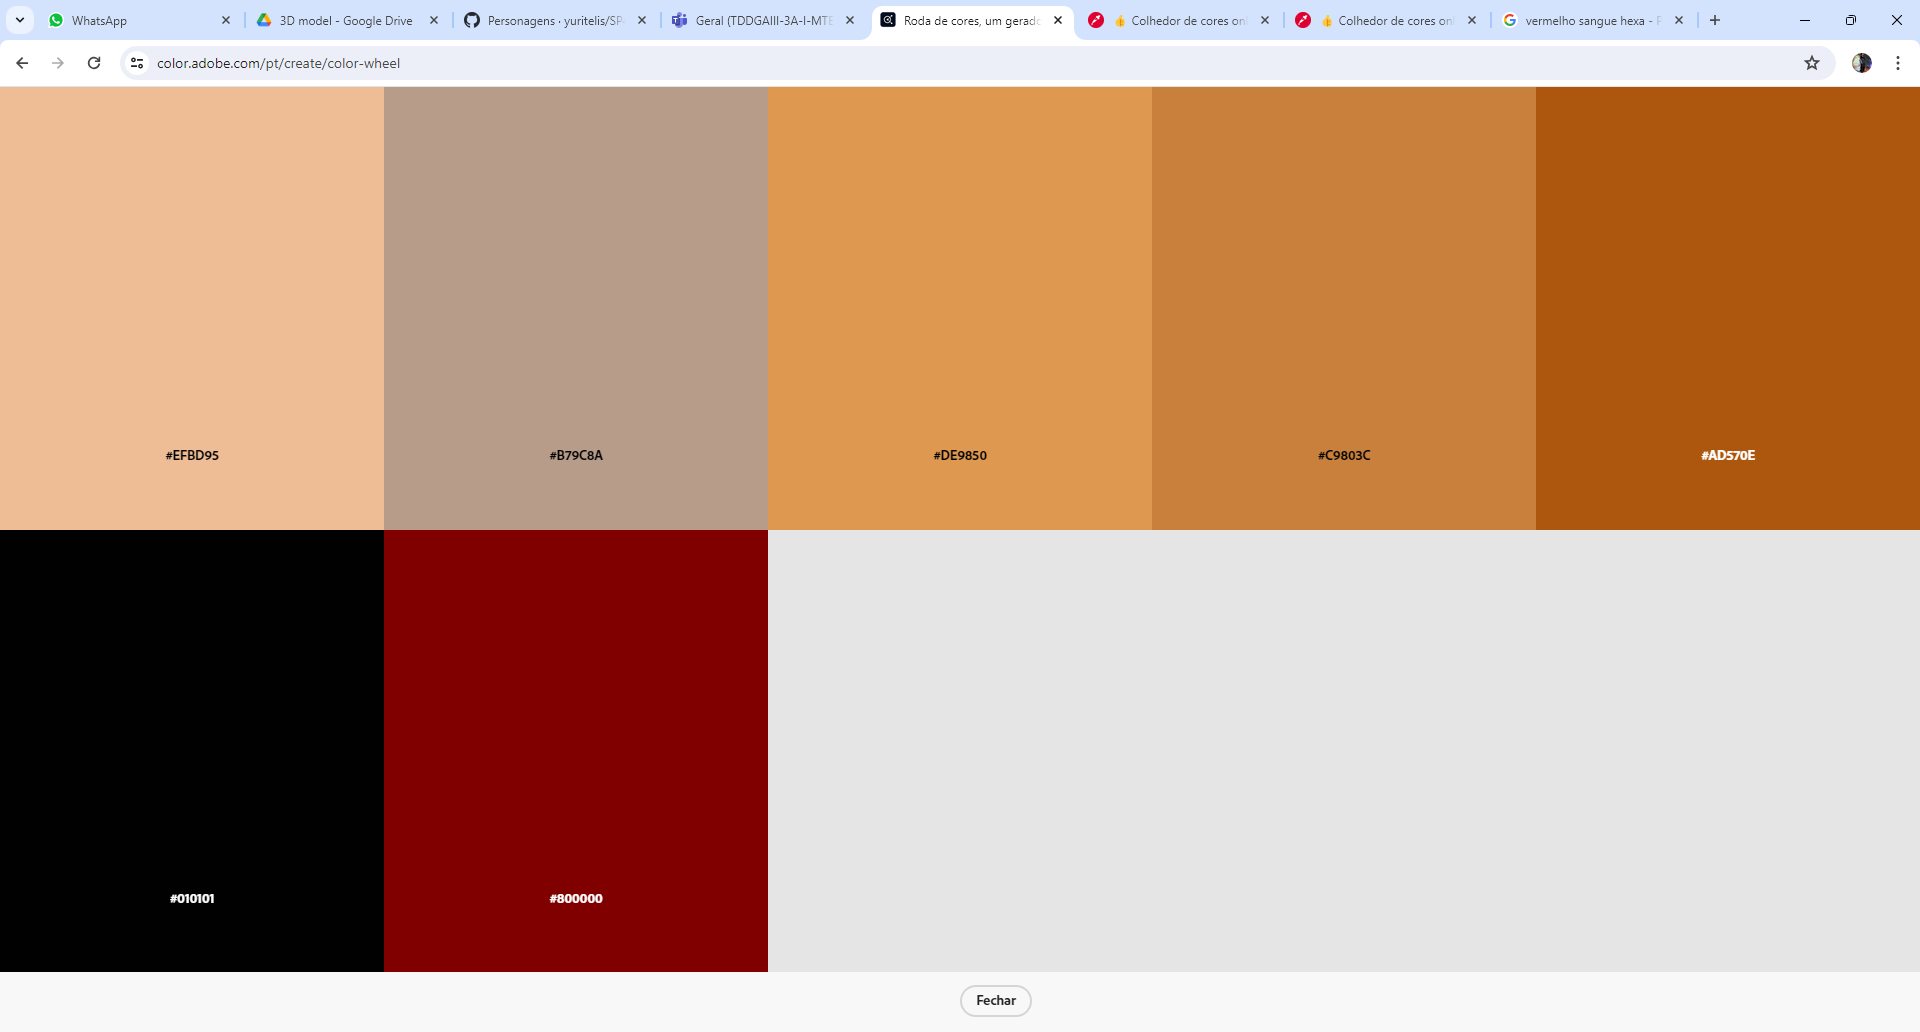 WhatsApp
3D model - Google Drive
Personagens · yuritelis/SP
Geral (TDDGAIII-3A-I-MTE
Roda de cores, um gerado
👍 Colhedor de cores on
👍 Colhedor de cores on
vermelho sangue hexa -
color.adobe.com/pt/create/color-wheel
#EFBD95
#B79C8A
#DE9850
#C9803C
#AD570E
#010101
#800000
Fechar